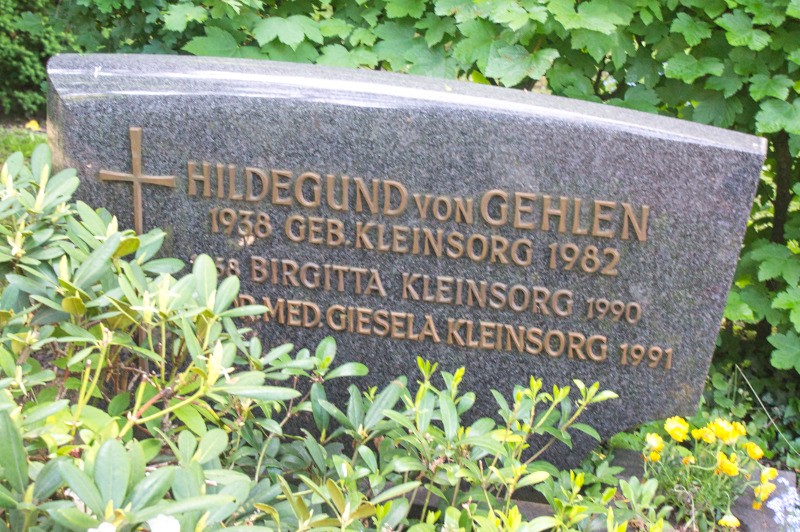 HILDEGUND VON GEHLEN
1938 GEB. KLEINSORG 1982
BIRGITTA KLEINSORG 1990
MED. GIESELA KLEINSORG 1991